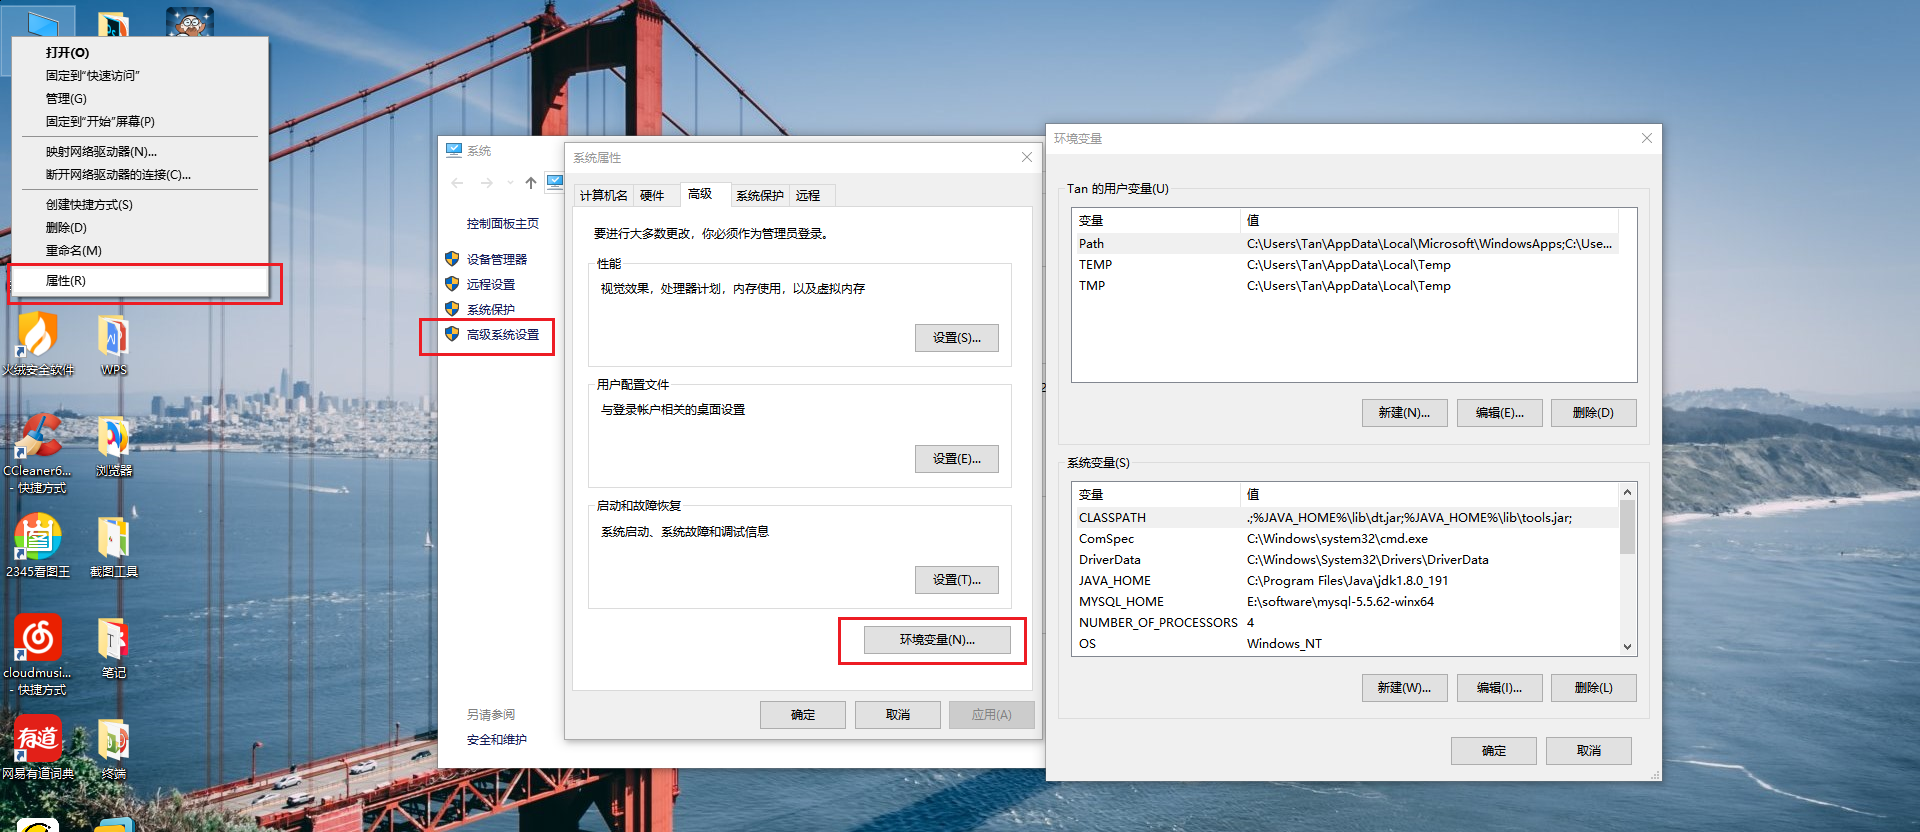 打开(O)
固定到"快速访问"
管理(G)
固定到"开始"屏幕(P)
映射网络驱动器(N)...
断开网络驱动器的连接(C)...
创建快捷方式(S)
删除(D)
重命名(M)
属性(R)
火绒安全软件
WPS
CCleaner6...
- 快捷方式
浏览器
2345看图王
截图工具
cloudmusi...
- 快捷方式
笔记
有道
网易有道词典
终端
系统
控制面板主页
设备管理器
远程设置
系统保护
高级系统设置
另请参阅
安全和维护
系统属性
计算机名
硬件
高级
系统保护
远程
要进行大多数更改，你必须作为管理员登录。
性能
视觉效果，处理器计划，内存使用，以及虚拟内存
设置(S)...
用户配置文件
与登录帐户相关的桌面设置
设置(E)...
启动和故障恢复
系统启动、系统故障和调试信息
设置(T)...
环境变量(N)...
确定
取消
应用(A)
环境变量
Tan 的用户变量(U)
变量 值
Path C:\Users\Tan\AppData\Local\Microsoft\WindowsApps;C:\Use...
TEMP C:\Users\Tan\AppData\Local\Temp
TMP C:\Users\Tan\AppData\Local\Temp
新建(N)...
编辑(E)...
删除(D)
系统变量(S)
变量 值
CLASSPATH .;%JAVA_HOME%\lib\dt.jar;%JAVA_HOME%\lib\tools.jar;
ComSpec C:\Windows\system32\cmd.exe
DriverData C:\Windows\System32\Drivers\DriverData
JAVA_HOME C:\Program Files\Java\jdk1.8.0_191
MYSQL_HOME E:\software\mysql-5.5.62-winx64
NUMBER_OF_PROCESSORS 4
OS Windows_NT
新建(W)...
编辑(I)...
删除(L)
确定
取消